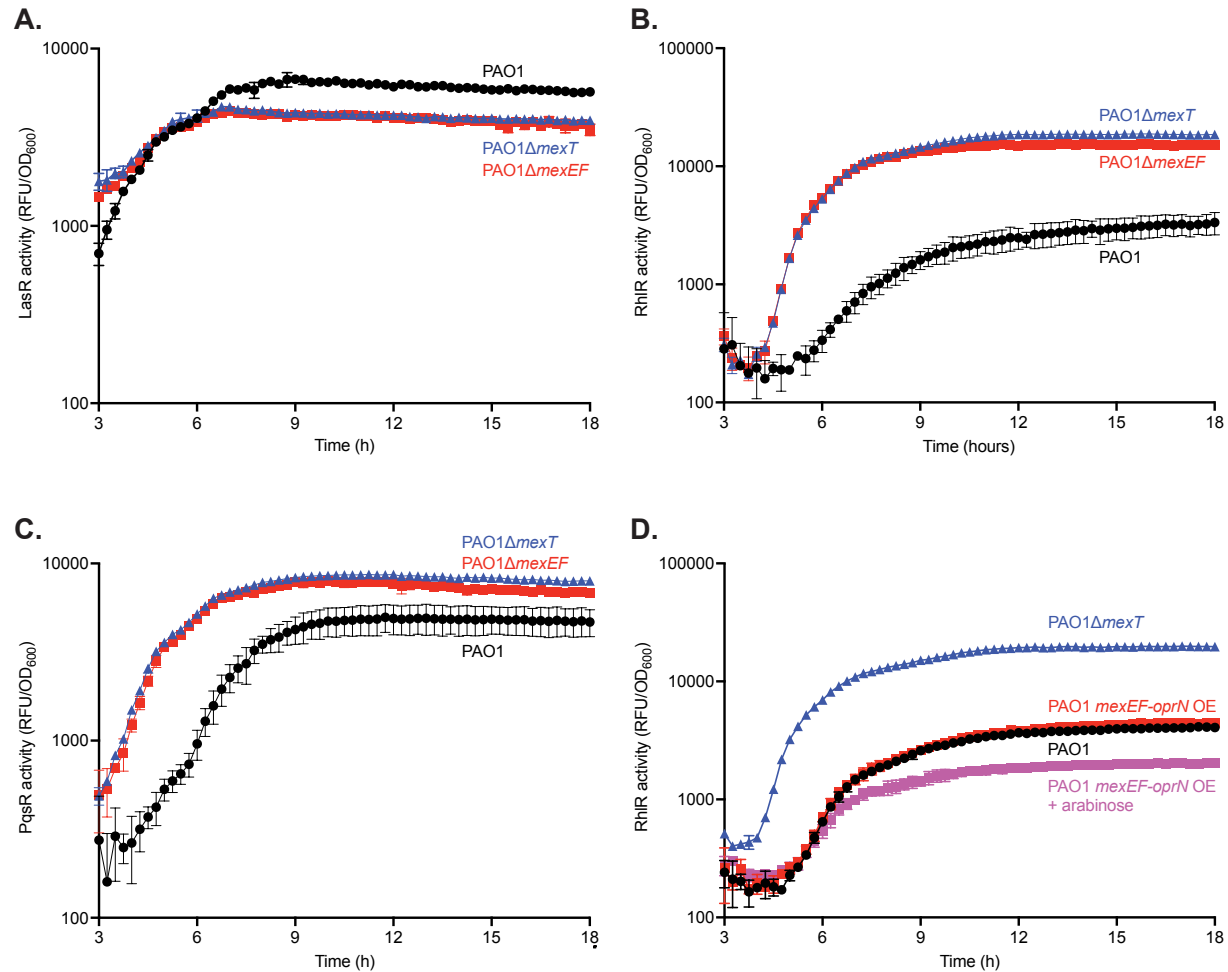 A.
10000
1000
100
LasR activity (RFU/OD600)
PAO1
PAO1ΔmexT
PAO1ΔmexEF
3
6
9
12
15
18
Time (h)
B.
100000
10000
1000
100
RhlR activity (RFU/OD600)
PAO1ΔmexT
PAO1ΔmexEF
PAO1
3
6
9
12
15
18
Time (hours)
C.
10000
1000
100
PqsR activity (RFU/OD600)
PAO1ΔmexT
PAO1ΔmexEF
PAO1
3
6
9
12
15
18
Time (h)
D.
100000
10000
1000
100
RhlR activity (RFU/OD600)
PAO1ΔmexT
PAO1 mexEF-oprN OE
PAO1
PAO1 mexEF-oprN OE
+ arabinose
3
6
9
12
15
18
Time (h)